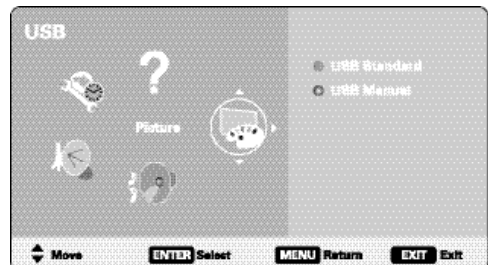 USB
?
USB Standard
USB Manual
Picture
Move ENTER Select MENU Return EXIT Exit